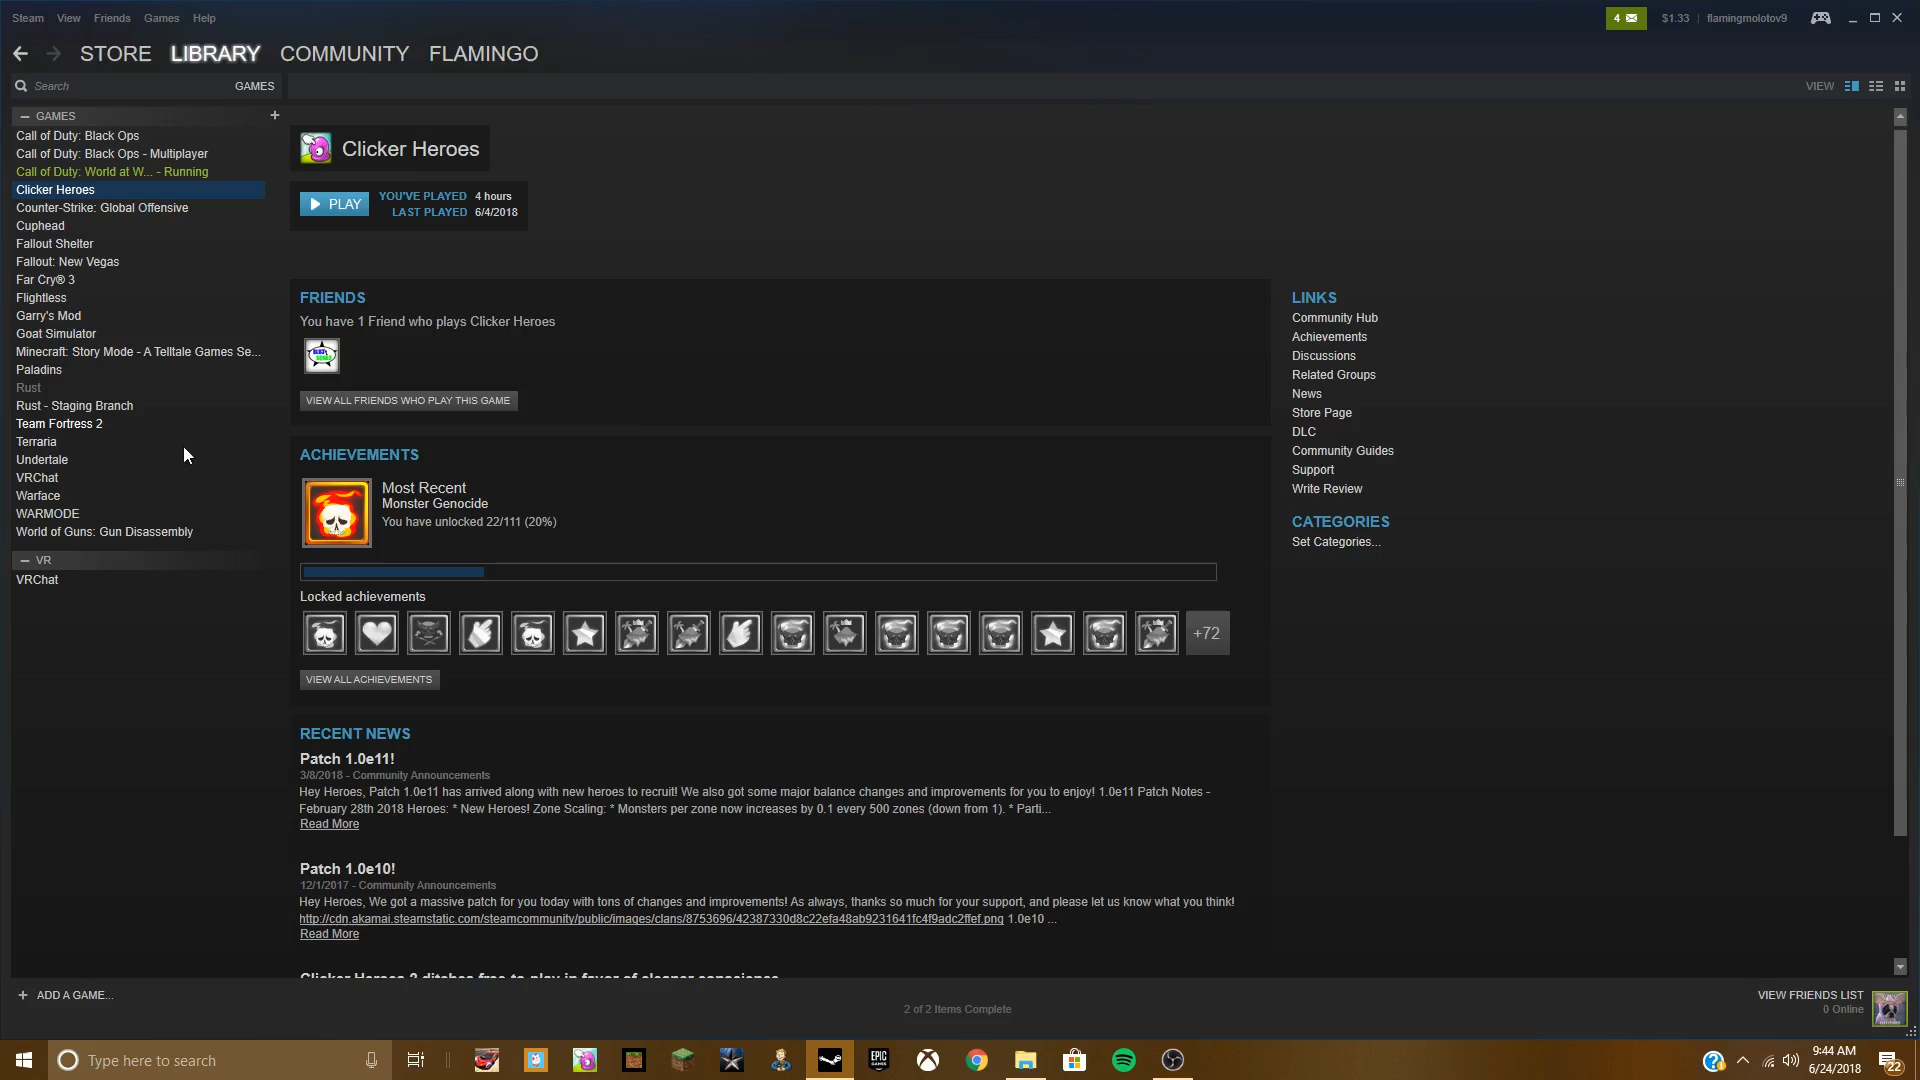 Steam View Friends Games Help
4 $1.33 flamingmolotov9
STORE LIBRARY COMMUNITY FLAMINGO
Search GAMES
VIEW
GAMES +
Call of Duty: Black Ops
Call of Duty: Black Ops - Multiplayer
Call of Duty: World at W... - Running
Clicker Heroes
Counter-Strike: Global Offensive
Cuphead
Fallout Shelter
Fallout: New Vegas
Far Cry® 3
Flightless
Garry's Mod
Goat Simulator
Minecraft: Story Mode - A Telltale Games Se...
Paladins
Rust
Rust - Staging Branch
Team Fortress 2
Terraria
Undertale
VRChat
Warface
WARMODE
World of Guns: Gun Disassembly
VR
VRChat
Clicker Heroes
PLAY
YOU'VE PLAYED 4 hours
LAST PLAYED 6/4/2018
FRIENDS
You have 1 Friend who plays Clicker Heroes
VIEW ALL FRIENDS WHO PLAY THIS GAME
ACHIEVEMENTS
Most Recent
Monster Genocide
You have unlocked 22/111 (20%)
Locked achievements
+72
VIEW ALL ACHIEVEMENTS
RECENT NEWS
Patch 1.0e11!
3/8/2018 - Community Announcements
Hey Heroes, Patch 1.0e11 has arrived along with new heroes to recruit! We also got some major balance changes and improvements for you to enjoy! 1.0e11 Patch Notes -
February 28th 2018 Heroes: * New Heroes! Zone Scaling: * Monsters per zone now increases by 0.1 every 500 zones (down from 1). * Parti...
Read More
Patch 1.0e10!
12/1/2017 - Community Announcements
Hey Heroes, We got a massive patch for you today with tons of changes and improvements! As always, thanks so much for your support, and please let us know what you think!
http://cdn.akamai.steamstatic.com/steamcommunity/public/images/clans/8753696/42387330d8c22efa48ab9231641fc4f9adc2ffef.png 1.0e10 ...
Read More
Clicker Heroes 2 ditches free-to-play in favor of cleaner conscience
LINKS
Community Hub
Achievements
Discussions
Related Groups
News
Store Page
DLC
Community Guides
Support
Write Review
CATEGORIES
Set Categories...
+ ADD A GAME...
2 of 2 Items Complete
VIEW FRIENDS LIST
0 Online
Type here to search
EPIC GAMES
9:44 AM
6/24/2018
22